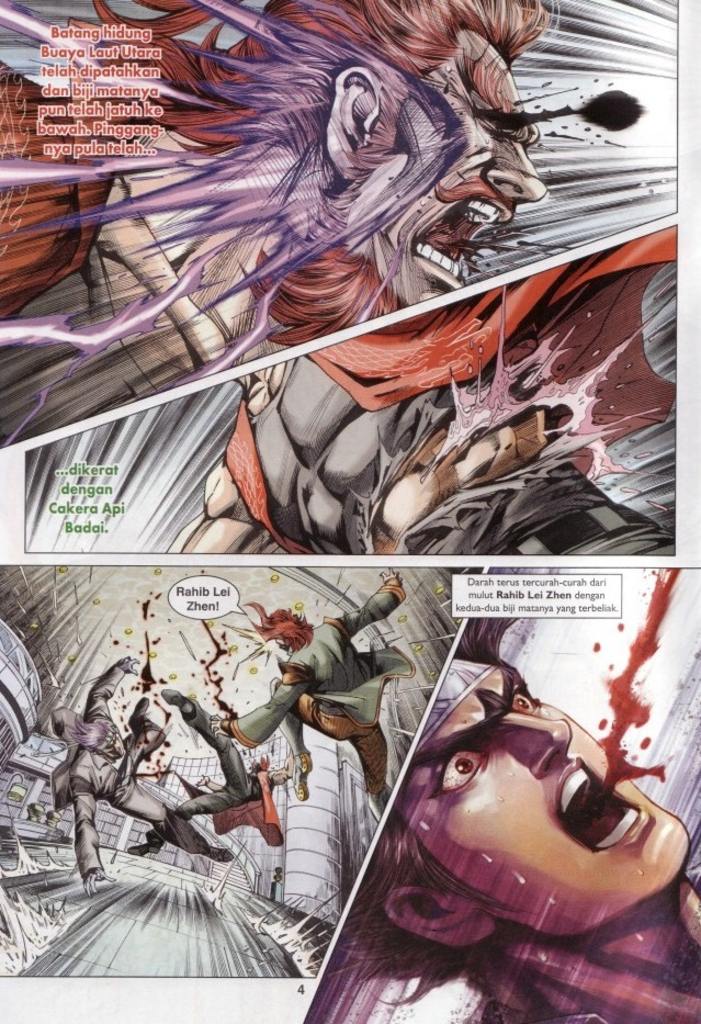 Batang hidung
Buaya Laut Utara
telah dipatahkan
dan biji matanya
pun telah jatuh ke
bawah. Pinggang-
nya pula telah...
...dikerat
dengan
Cakera Api
Badai.
Rahib Lei
Zhen!
Darah terus tercurah-curah dari
mulut Rahib Lei Zhen dengan
kedua-dua biji matanya yang terbeliak.
4